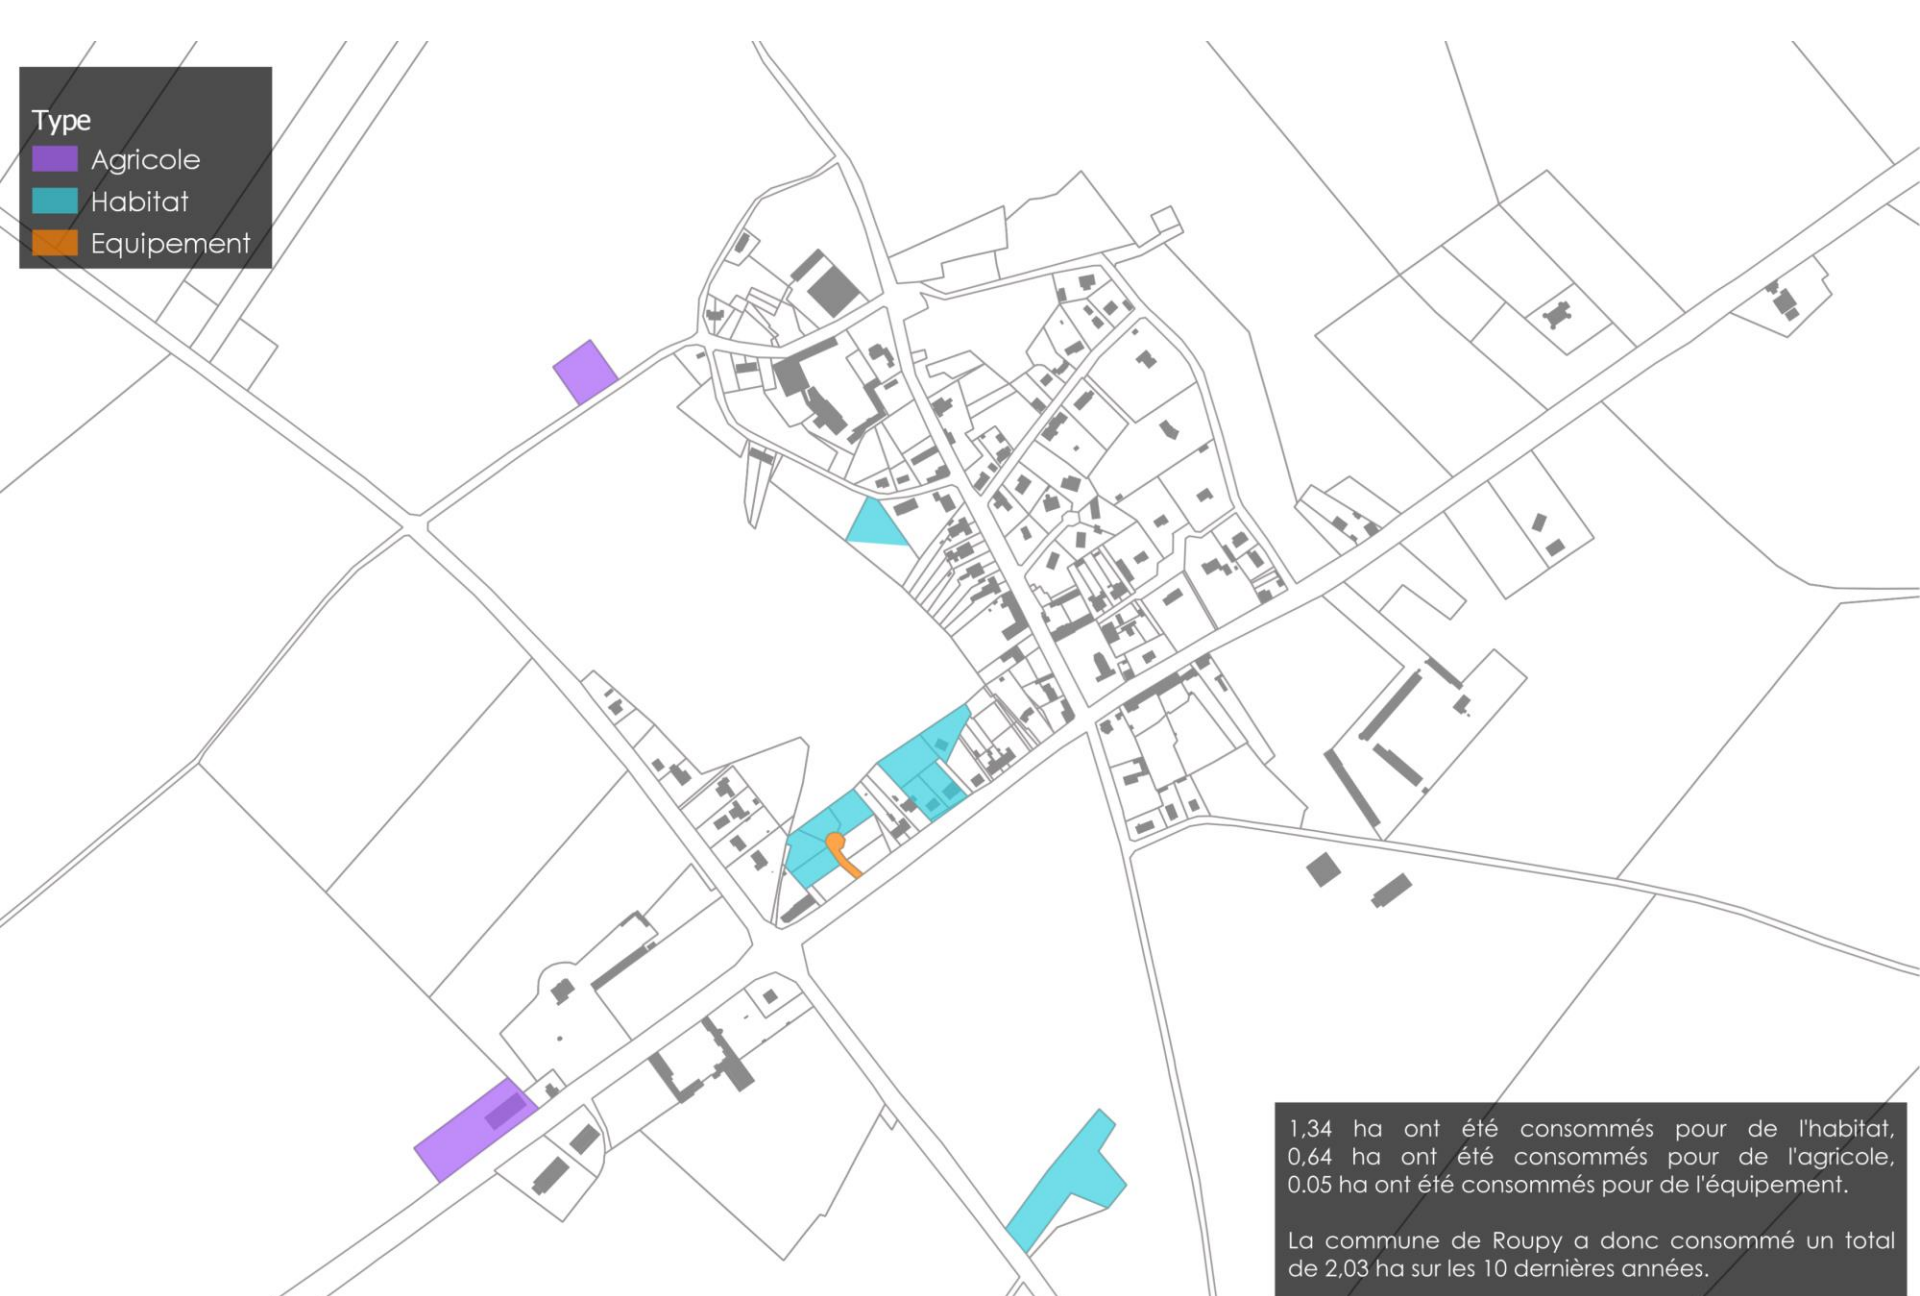 Type
Agricole
Habitat
Equipement
1,34 ha ont été consommés pour de l'habitat,
0,64 ha ont été consommés pour de l'agricole,
0.05 ha ont été consommés pour de l'équipement.
La commune de Roupy a donc consommé un total
de 2,03 ha sur les 10 dernières années.